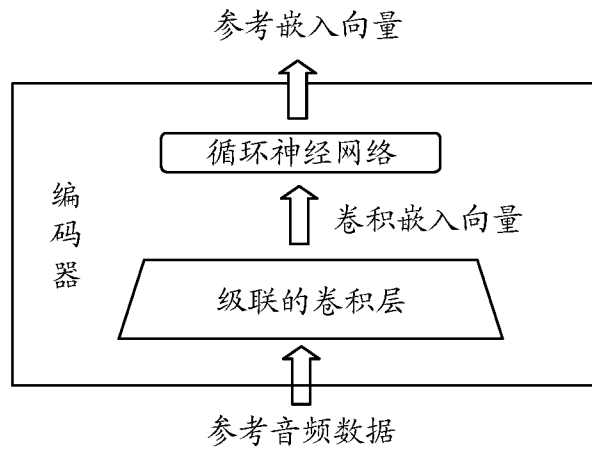 参考嵌入向量
循环神经网络
卷积嵌入向量
编码器
级联的卷积层
参考音频数据